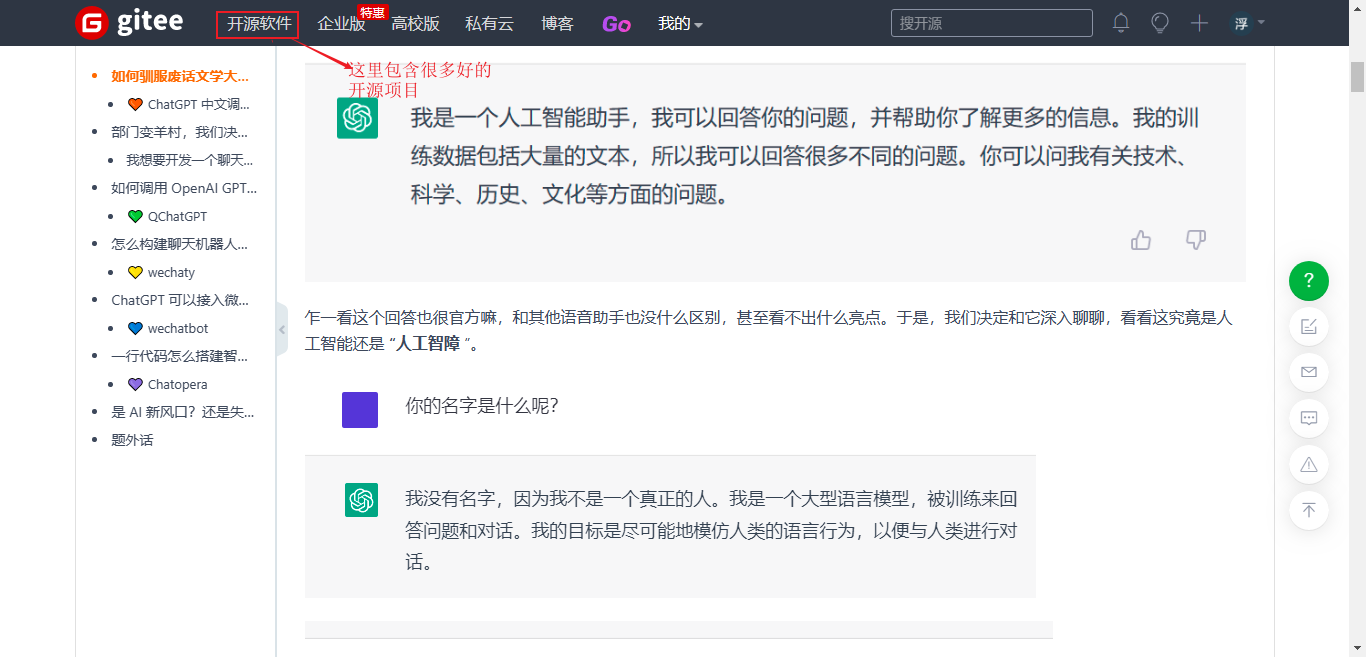 gitee
开源软件
企业版
特惠
高校版
私有云
博客
Go
我的
搜开源
浮
这里包含很多好的
开源项目
如何驯服废话文学大...
ChatGPT 中文调...
部门变羊村，我们决...
我想要开发一个聊天...
如何调用 OpenAI GPT...
QChatGPT
怎么构建聊天机器人...
wechaty
ChatGPT 可以接入微...
wechatbot
一行代码怎么搭建智...
Chatopera
是 AI 新风口？还是失...
题外话
我是一个人工智能助手，我可以回答你的问题，并帮助你了解更多的信息。我的训
练数据包括大量的文本，所以我可以回答很多不同的问题。你可以问我有关技术、
科学、历史、文化等方面的问题。
乍一看这个回答也很官方嘛，和其他语音助手也没什么区别，甚至看不出什么亮点。于是，我们决定和它深入聊聊，看看这究竟是人
工智能还是 “人工智障 ”。
你的名字是什么呢？
我没有名字，因为我不是一个真正的人。我是一个大型语言模型，被训练来回
答问题和对话。我的目标是尽可能地模仿人类的语言行为，以便与人类进行对
话。
?